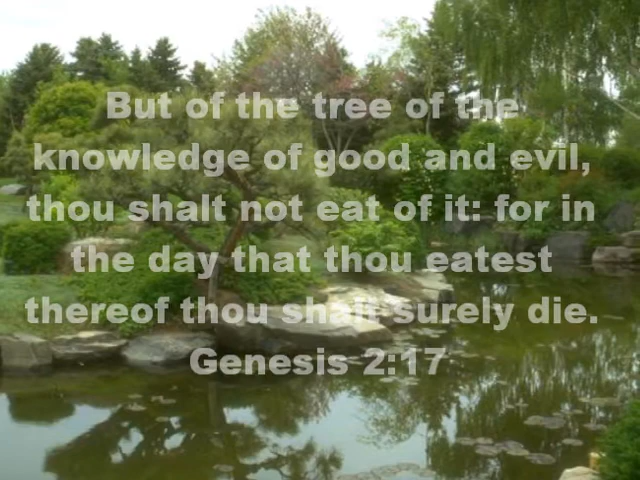 But of the tree of the
knowledge of good and evil,
thou shalt not eat of it: for in
the day that thou eatest
thereof thou shalt surely die.
Genesis 2:17